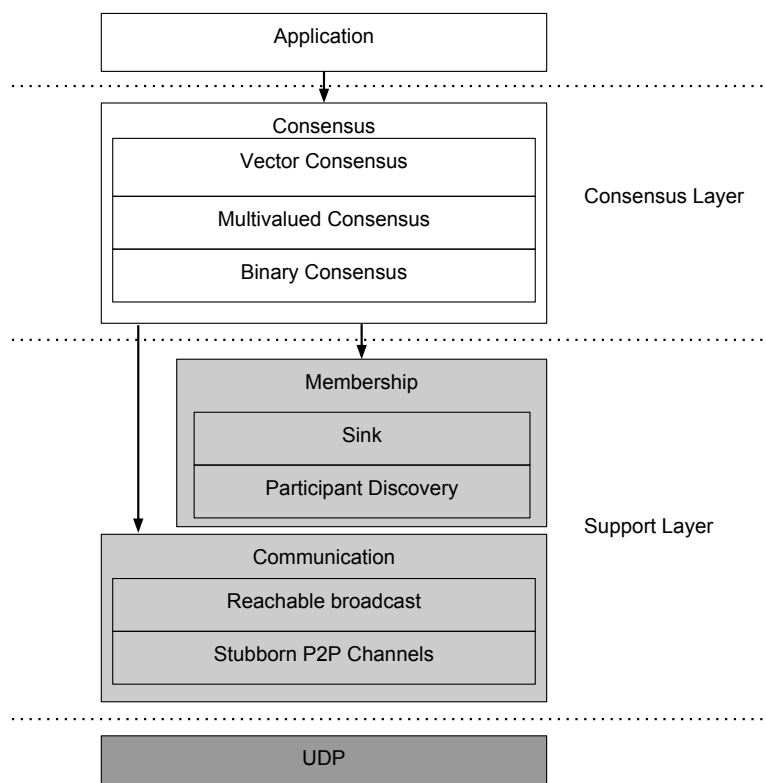 Application
Consensus
Vector Consensus
Multivalued Consensus
Binary Consensus
Consensus Layer
Membership
Sink
Participant Discovery
Support Layer
Communication
Reachable broadcast
Stubborn P2P Channels
UDP